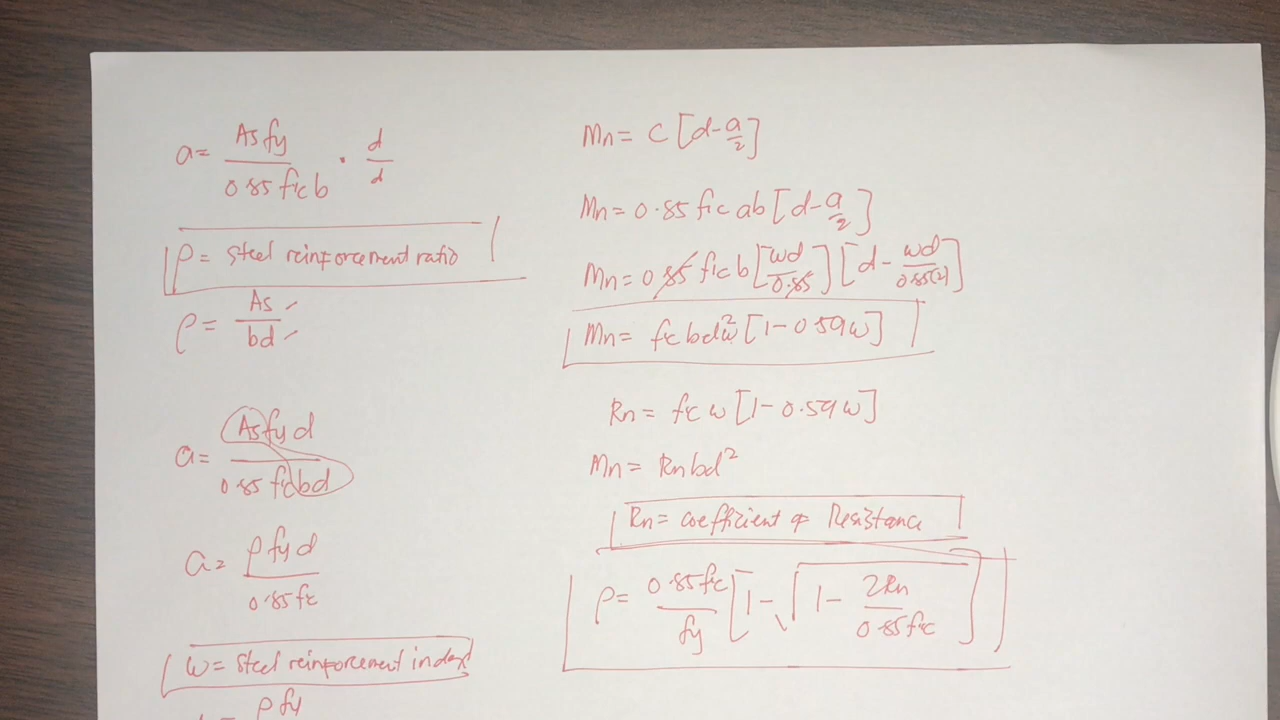 a = As fy / 0.85 f'c b · d/d
ρ = steel reinforcement ratio
ρ = As / bd
a = As fy d / 0.85 f'c bd
a = ρ fy d / 0.85 f'c
ω = steel reinforcement index
ρ fy
Mn = C [d - a/2]
Mn = 0.85 f'c ab [d - a/2]
Mn = 0.85 f'c b [ωd / 0.85] [d - ωd / 0.85(2)]
Mn = f'c bd² ω [1 - 0.59ω]
Rn = f'c ω [1 - 0.59ω]
Mn = Rn bd²
Rn = coefficient of Resistance
ρ = 0.85 f'c / fy [1 - √(1 - 2Rn / 0.85 f'c)]